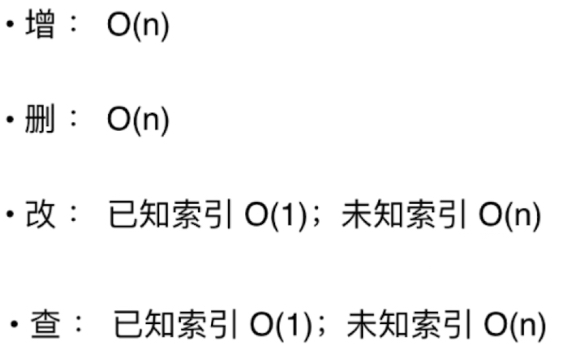 • 增： O(n)
• 删： O(n)
• 改： 已知索引 O(1)；未知索引 O(n)
• 查： 已知索引 O(1)；未知索引 O(n)